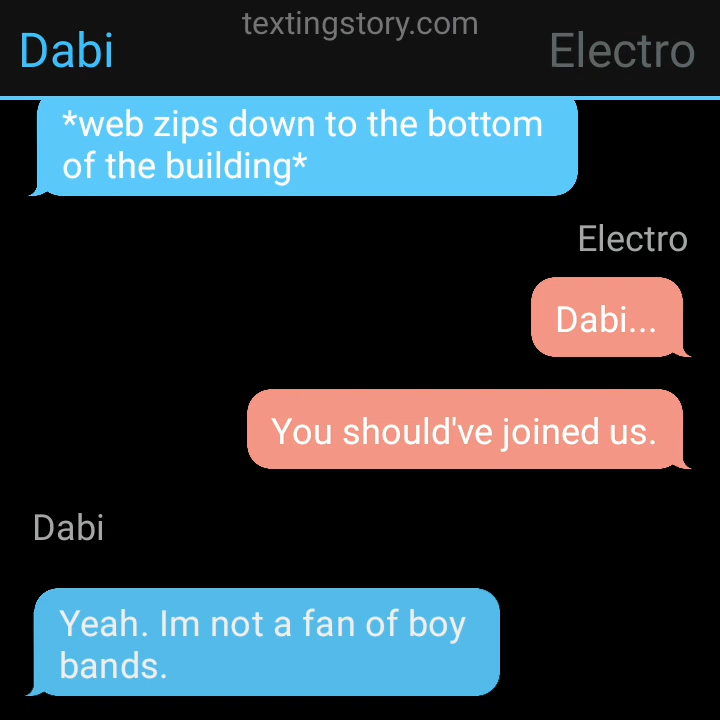 textingstory.com
Dabi
Electro
*web zips down to the bottom
of the building*
Electro
Dabi...
You should've joined us.
Dabi
Yeah. Im not a fan of boy
bands.